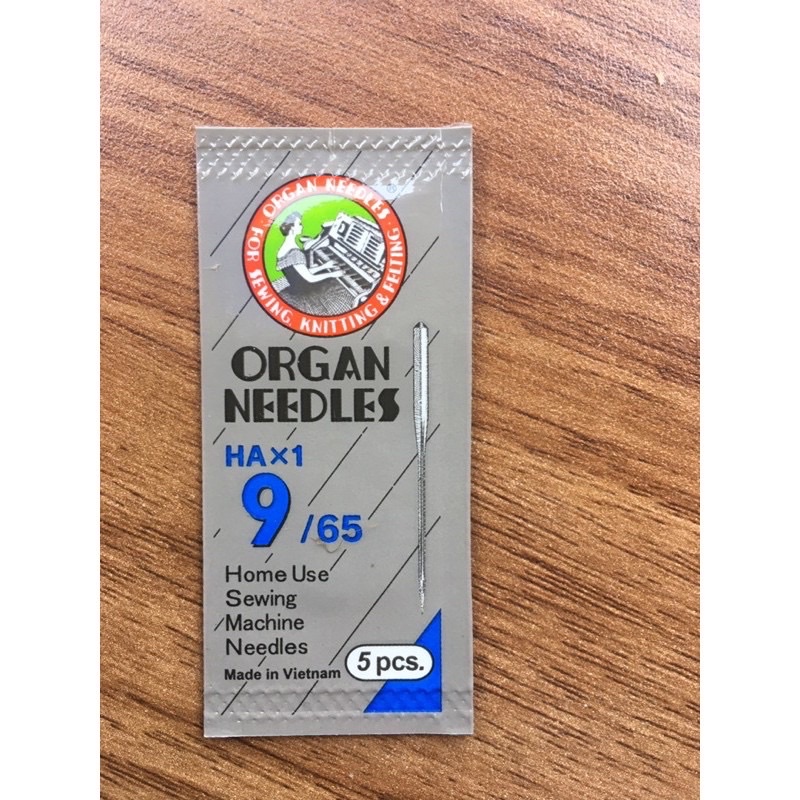 ORGAN NEEDLES
FOR SEWING, KNITTING & FELTING
®
ORGAN
NEEDLES
HA×1
9/65
Home Use
Sewing
Machine
Needles
Made in Vietnam
5 pcs.